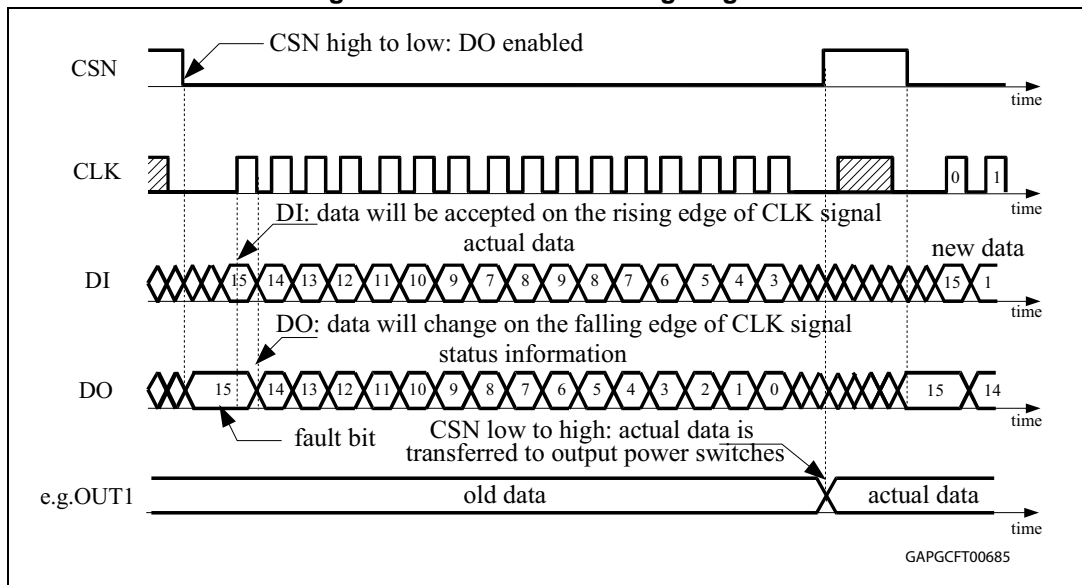 CSN high to low: DO enabled
CSN
time
CLK
0 1
time
DI: data will be accepted on the rising edge of CLK signal
actual data
new data
DI
15 14 13 12 11 10 9 7 8 9 8 7 6 5 4 3 15 1
time
DO: data will change on the falling edge of CLK signal
status information
DO
15 14 13 12 11 10 9 8 7 6 5 4 3 2 1 0 15 14
time
fault bit
CSN low to high: actual data is
transferred to output power switches
e.g.OUT1
old data
actual data
time
GAPGCFT00685